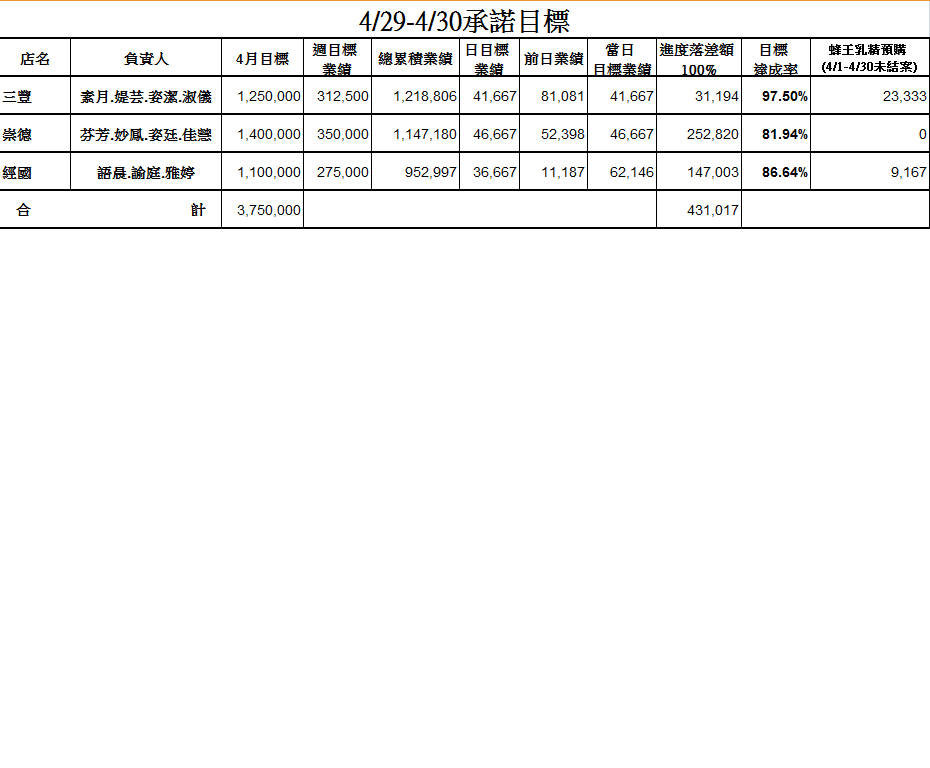 4/29-4/30承諾目標
店名 負責人 4月目標 週目標業績 總累積業績 日目標業績 前日業績 當日目標業績 進度落差額100% 目標達成率 蜂王乳精預購(4/1-4/30未結案)
三豐 素月.媞芸.姿潔.淑儀 1,250,000 312,500 1,218,806 41,667 81,081 41,667 31,194 97.50% 23,333
崇德 芬芳.妙鳳.姿廷.佳慧 1,400,000 350,000 1,147,180 46,667 52,398 46,667 252,820 81.94% 0
經國 語晨.諭庭.雅婷 1,100,000 275,000 952,997 36,667 11,187 62,146 147,003 86.64% 9,167
合 計 3,750,000 431,017